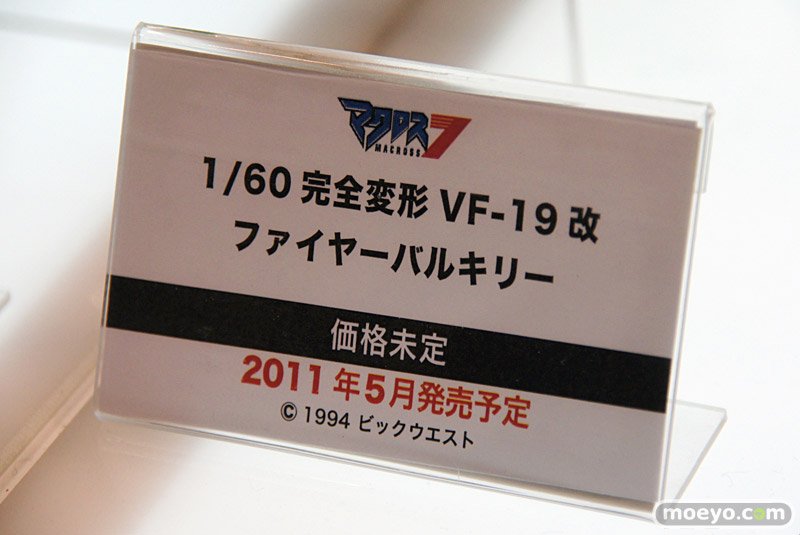 マクロス7
MACROSS
1/60 完全変形 VF-19 改
ファイヤーバルキリー
価格未定
2011年5月発売予定
© 1994 ビックウエスト
moeyo.com